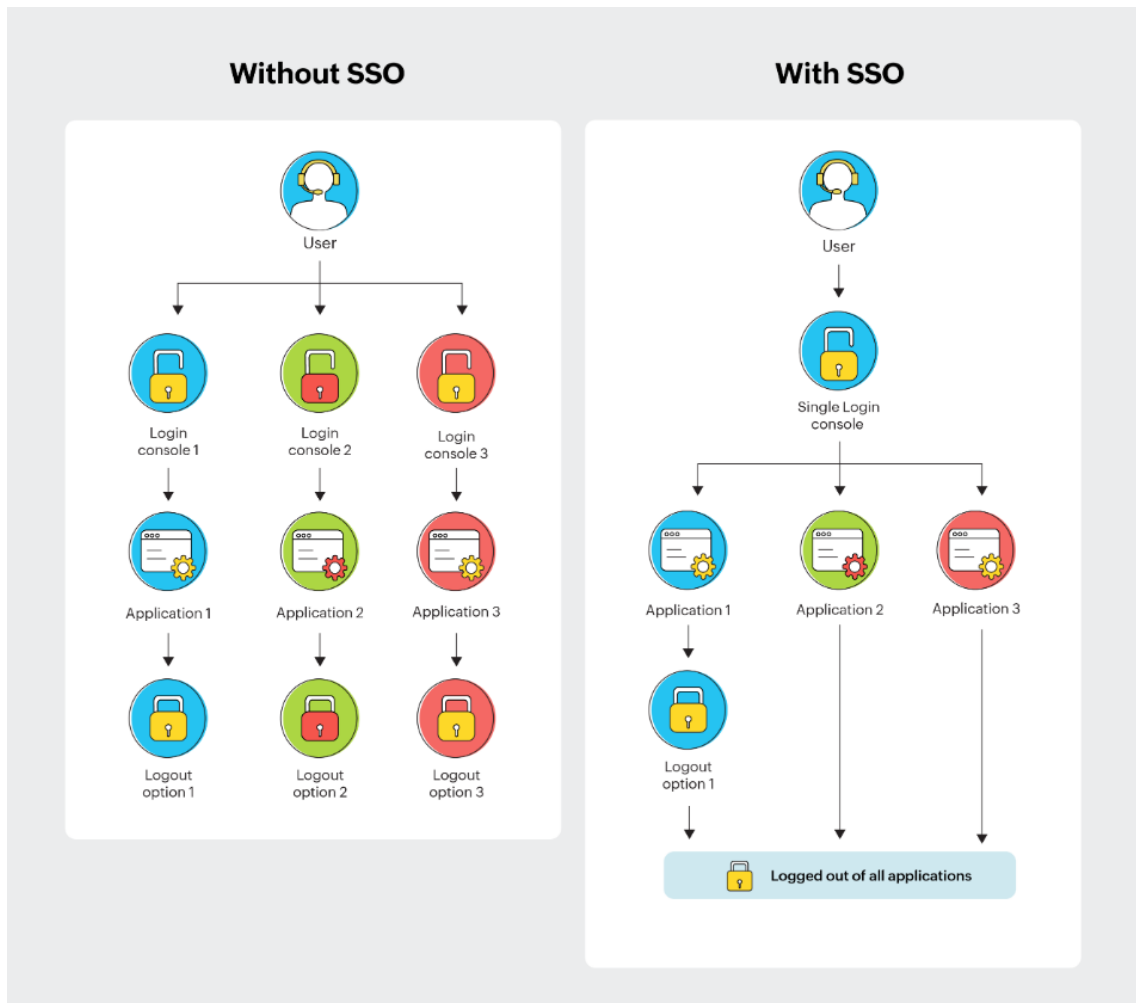 Without SSO
User
Login
console 1
Login
console 2
Login
console 3
Application 1
Application 2
Application 3
Logout
option 1
Logout
option 2
Logout
option 3
With SSO
User
Single Login
console
Application 1
Application 2
Application 3
Logout
option 1
Logged out of all applications